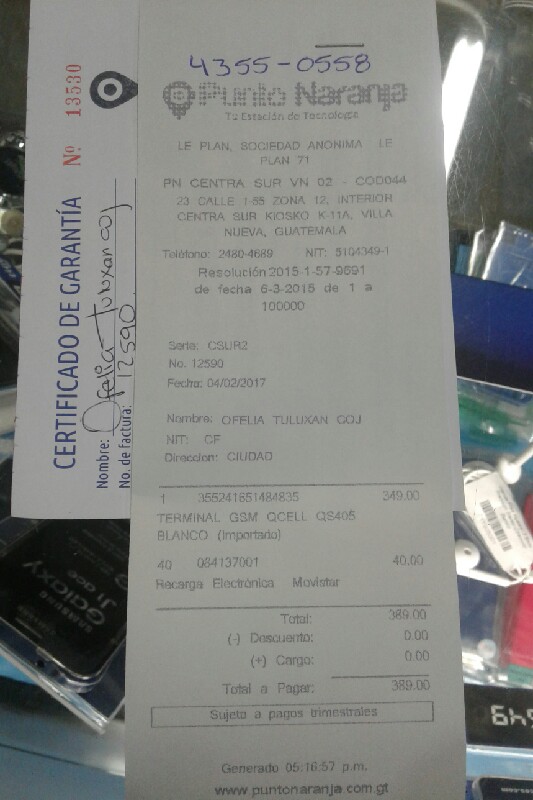 4355-0558
Punto Naranja
Tu Estación de Tecnología
LE PLAN, SOCIEDAD ANONIMA LE
PLAN 71
PN CENTRA SUR VN 02 - COD044
23 CALLE 1-55 ZONA 12, INTERIOR
CENTRA SUR KIOSKO K-11A, VILLA
NUEVA, GUATEMALA
Teléfono: 2480-4689 NIT: 5104049-1
Resolución 2015-1-57-9691
de fecha 6-3-2015 de 1 a
100000
Serie: CSUR2
No. 12590
Fecha: 04/02/2017
Nombre: OFELIA TULUXAN COJ
NIT: CF
Direccion: CIUDAD
1 355241651484835 349.00
TERMINAL GSM QCELL QS405
BLANCO (Importado)
40 084137001 40.00
Recarga Electrónica Movistar
Total: 389.00
(-) Descuento: 0.00
(+) Cargo: 0.00
Total a Pagar: 389.00
Sujeto a pagos trimestrales
Generado 05:16:57 p.m.
www.puntonaranja.com.gt
CERTIFICADO DE GARANTÍA Nº 13530
Nombre: Ofelia Tuluxan coj
No. de factura: 12590
SAMSUNG
GALAXY
J1 ace